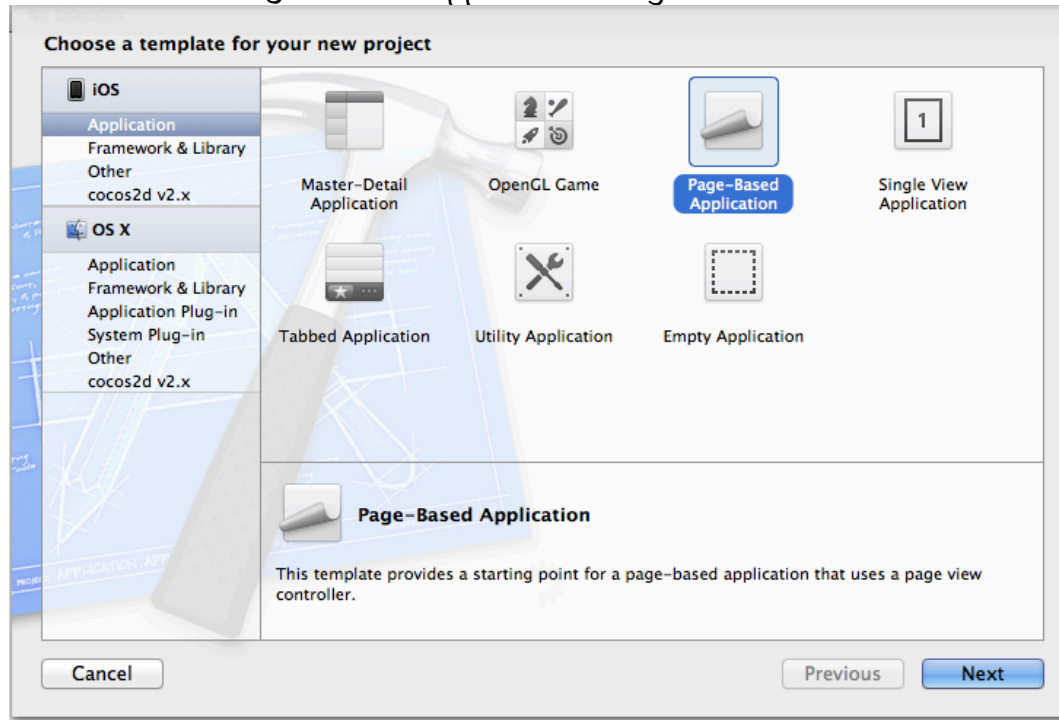 Choose a template for your new project
iOS
Application
Framework & Library
Other
cocos2d v2.x
OS X
Application
Framework & Library
Application Plug-in
System Plug-in
Other
cocos2d v2.x
Master-Detail
Application
OpenGL Game
Page-Based
Application
Single View
Application
1
Tabbed Application
Utility Application
Empty Application
Page-Based Application
This template provides a starting point for a page-based application that uses a page view
controller.
Cancel
Previous
Next